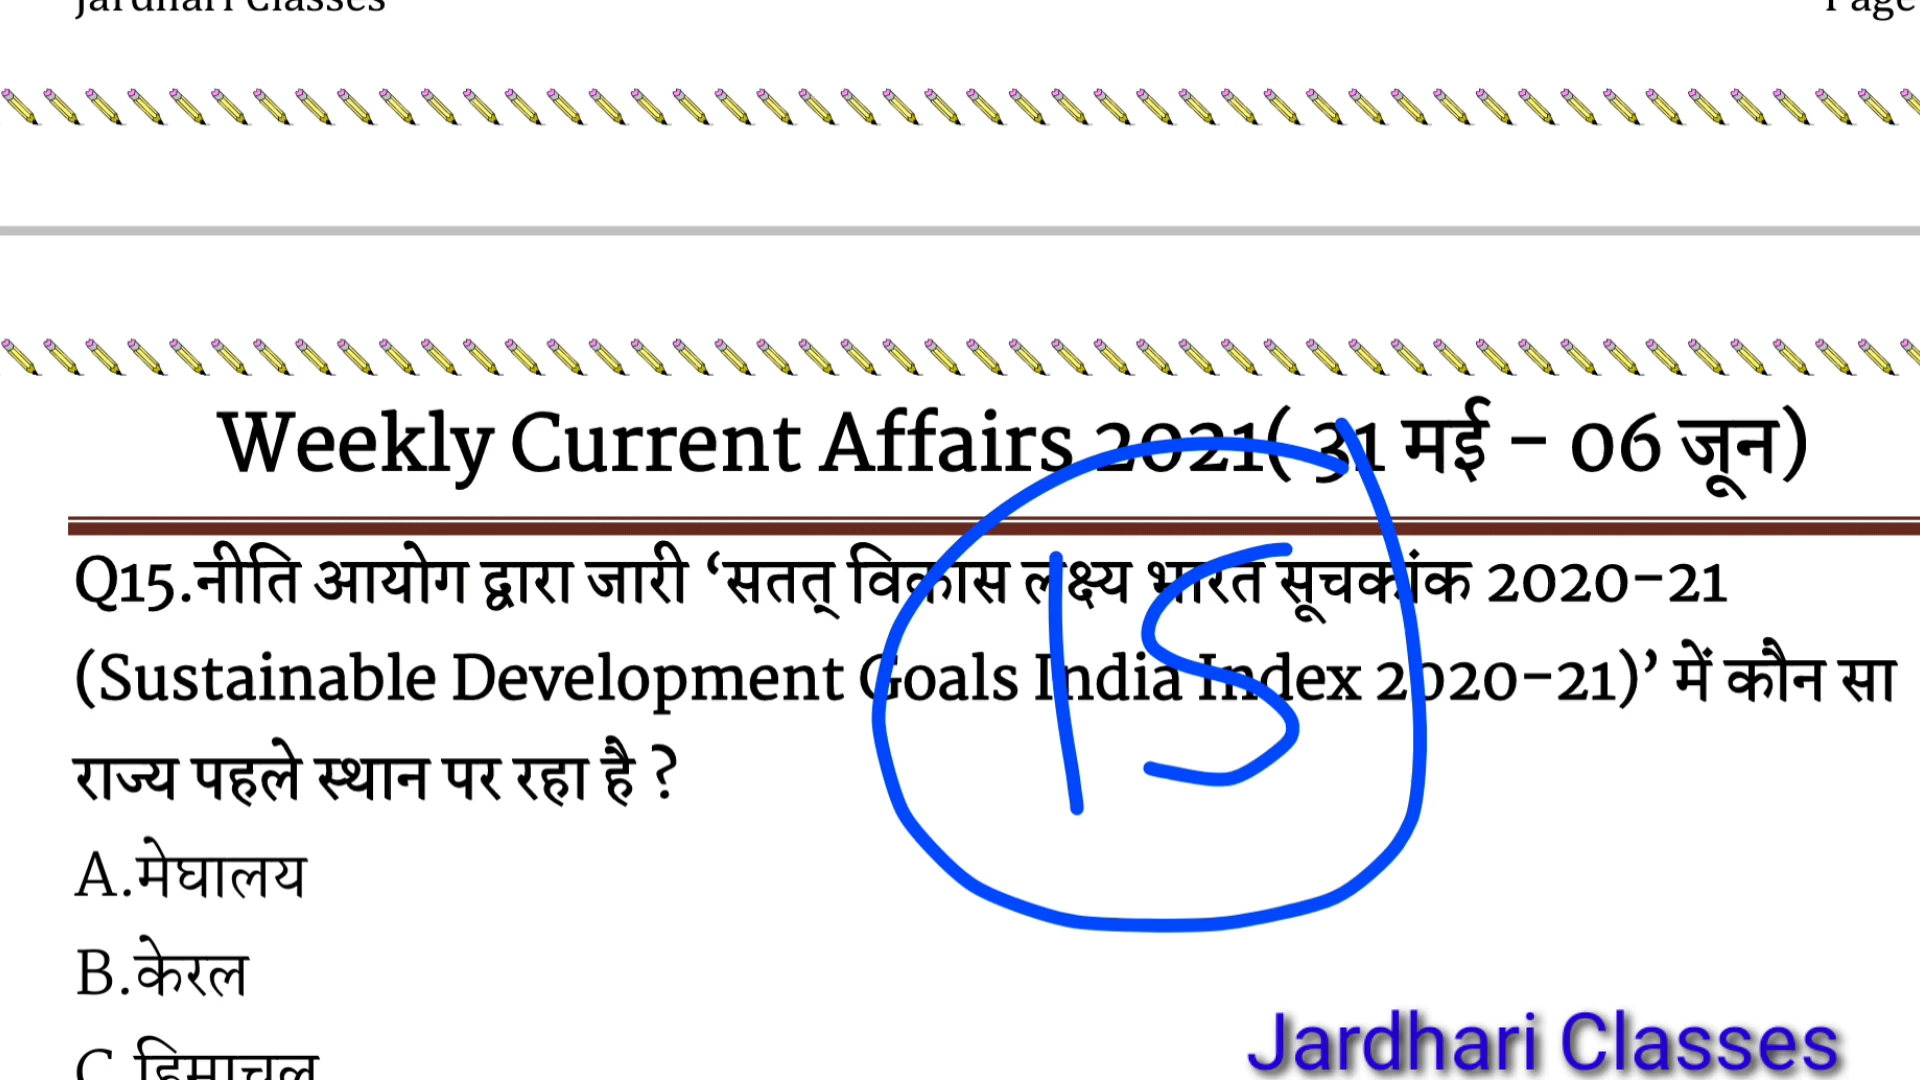 Jardhari Classes
Page
Weekly Current Affairs 2021( 31 मई - 06 जून)
Q15.नीति आयोग द्वारा जारी ‘सतत् विकास लक्ष्य भारत सूचकांक 2020-21
(Sustainable Development Goals India Index 2020-21)’ में कौन सा
राज्य पहले स्थान पर रहा है ?
15
A.मेघालय
B.केरल
C.हिमाचल
Jardhari Classes